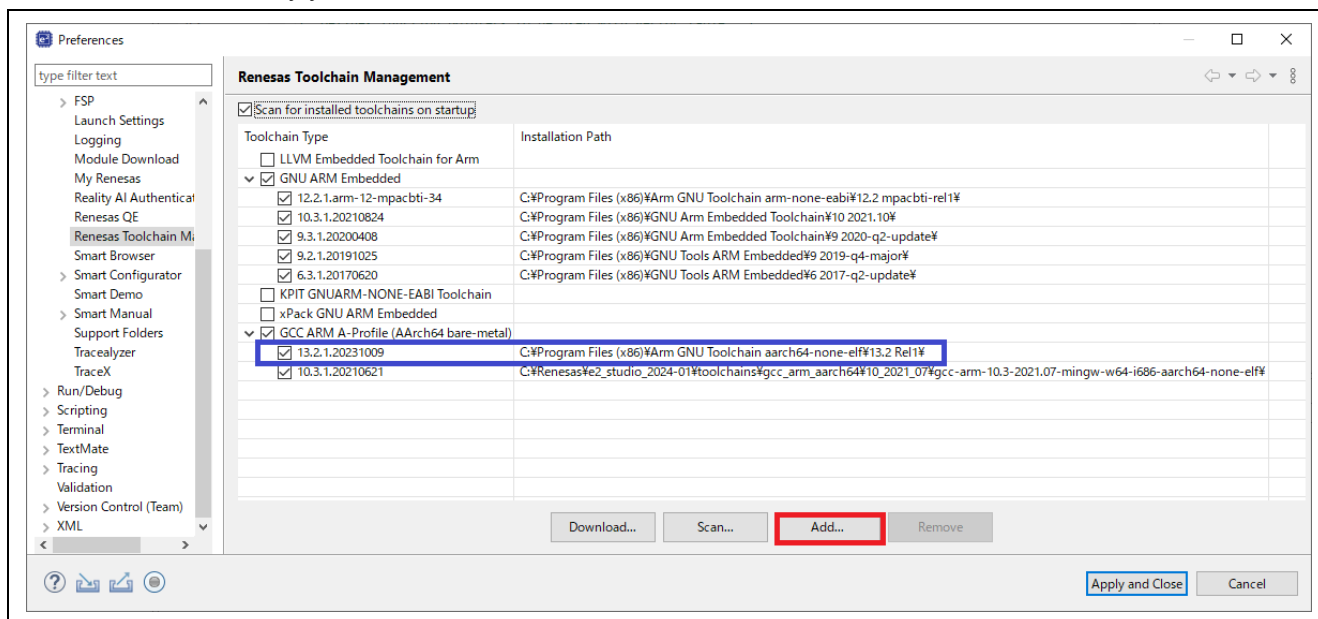 Preferences
type filter text
FSP
Launch Settings
Logging
Module Download
My Renesas
Reality AI Authenticat
Renesas QE
Renesas Toolchain Ma
Smart Browser
Smart Configurator
Smart Demo
Smart Manual
Support Folders
Tracealyzer
TraceX
Run/Debug
Scripting
Terminal
TextMate
Tracing
Validation
Version Control (Team)
XML
Renesas Toolchain Management
Scan for installed toolchains on startup
Toolchain Type Installation Path
LLVM Embedded Toolchain for Arm
GNU ARM Embedded
12.2.1.arm-12-mpacbti-34 C:¥Program Files (x86)¥Arm GNU Toolchain arm-none-eabi¥12.2 mpacbti-rel1¥
10.3.1.20210824 C:¥Program Files (x86)¥GNU Arm Embedded Toolchain¥10 2021.10¥
9.3.1.20200408 C:¥Program Files (x86)¥GNU Arm Embedded Toolchain¥9 2020-q2-update¥
9.2.1.20191025 C:¥Program Files (x86)¥GNU Tools ARM Embedded¥9 2019-q4-major¥
6.3.1.20170620 C:¥Program Files (x86)¥GNU Tools ARM Embedded¥6 2017-q2-update¥
KPIT GNUARM-NONE-EABI Toolchain
xPack GNU ARM Embedded
GCC ARM A-Profile (AArch64 bare-metal)
13.2.1.20231009 C:¥Program Files (x86)¥Arm GNU Toolchain aarch64-none-elf¥13.2 Rel1¥
10.3.1.20210621 C:¥Renesas¥e2_studio_2024-01¥toolchains¥gcc_arm_aarch64¥10_2021_07¥gcc-arm-10.3-2021.07-mingw-w64-i686-aarch64-none-elf¥
Download... Scan... Add... Remove
Apply and Close Cancel